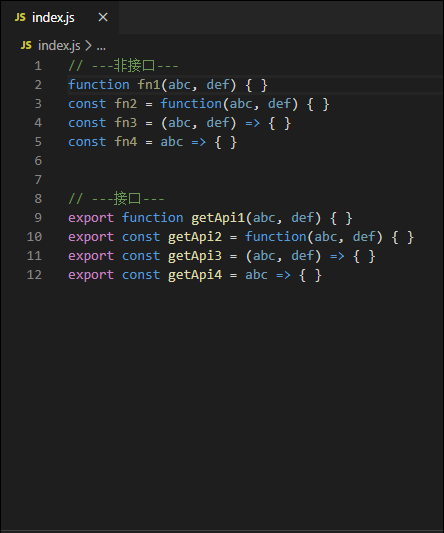 JS index.js ×
JS index.js > ...
1 // ---非接口---
2 function fn1(abc, def) { }
3 const fn2 = function(abc, def) { }
4 const fn3 = (abc, def) => { }
5 const fn4 = abc => { }
6
7
8 // ---接口---
9 export function getApi1(abc, def) { }
10 export const getApi2 = function(abc, def) { }
11 export const getApi3 = (abc, def) => { }
12 export const getApi4 = abc => { }